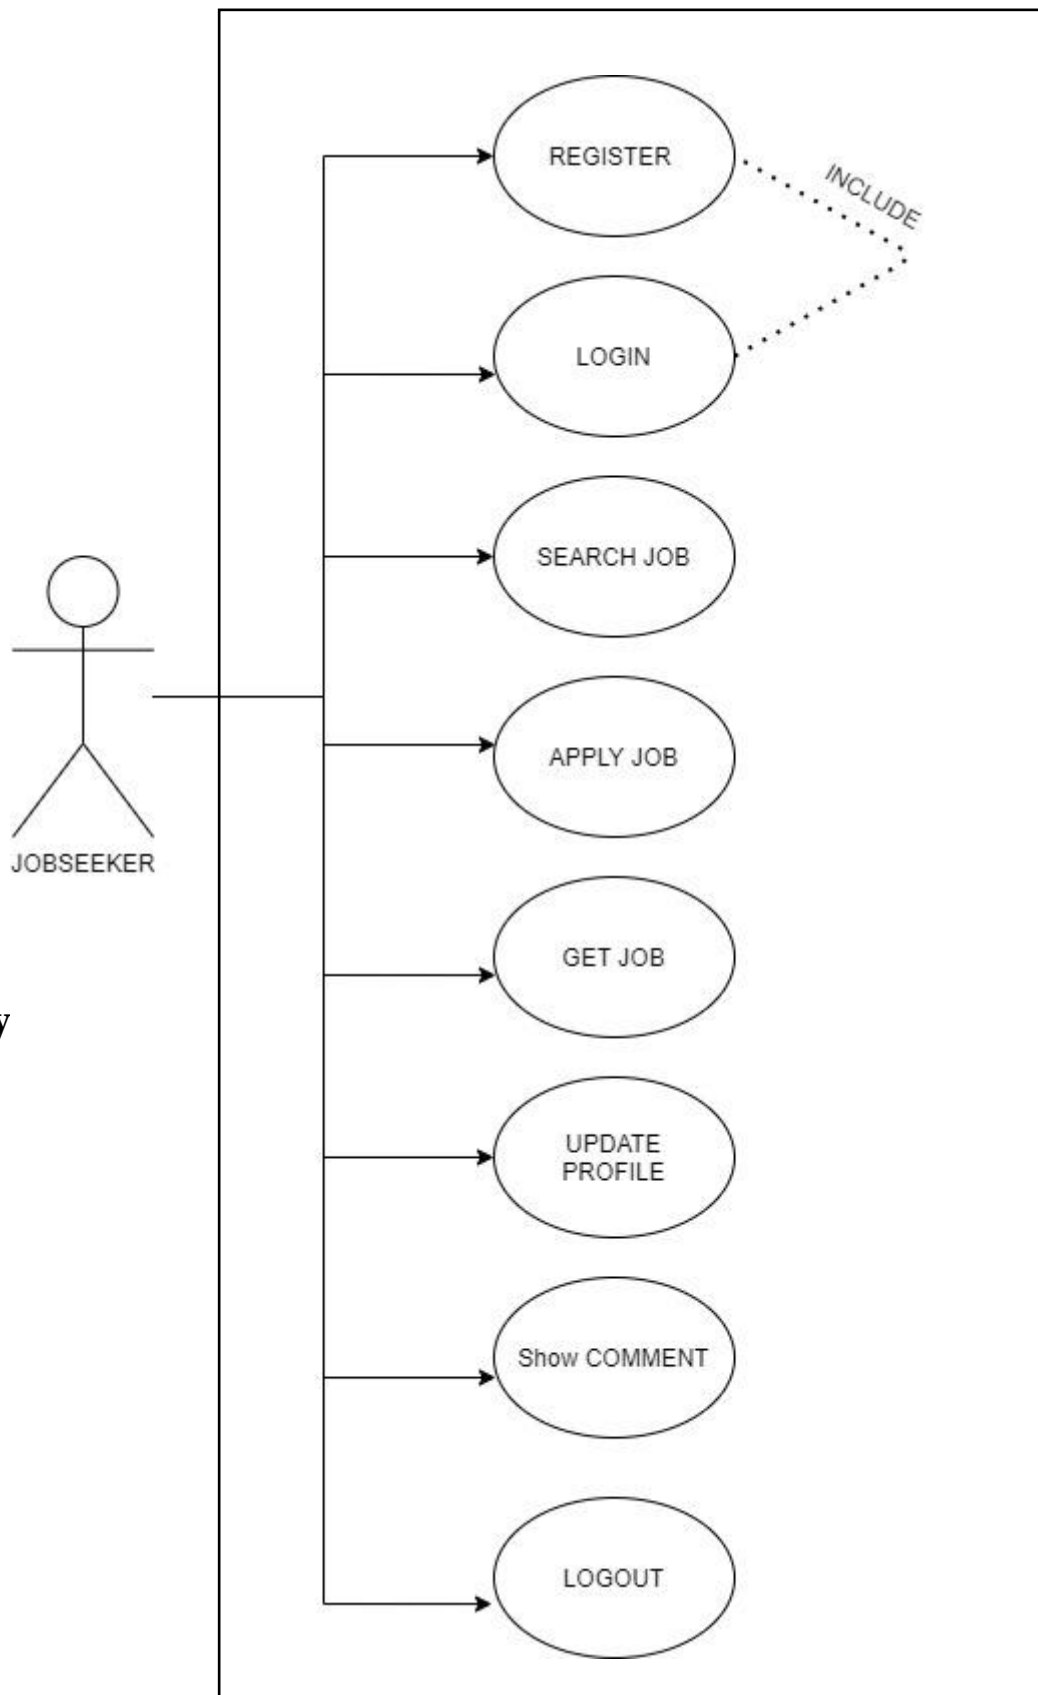 REGISTER
INCLUDE
LOGIN
SEARCH JOB
APPLY JOB
JOBSEEKER
GET JOB
y
UPDATE
PROFILE
Show COMMENT
LOGOUT